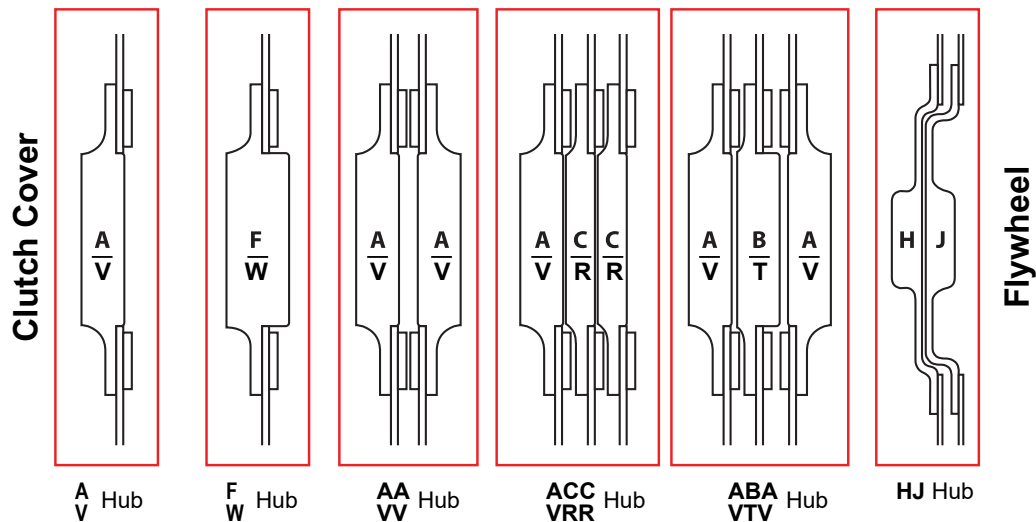 Clutch Cover
A
V
F
W
A
V
A
V
A
V
C
R
C
R
A
V
B
T
A
V
H J
Flywheel
A
V Hub
F
W Hub
AA
VV Hub
ACC
VRR Hub
ABA
VTV Hub
HJ Hub